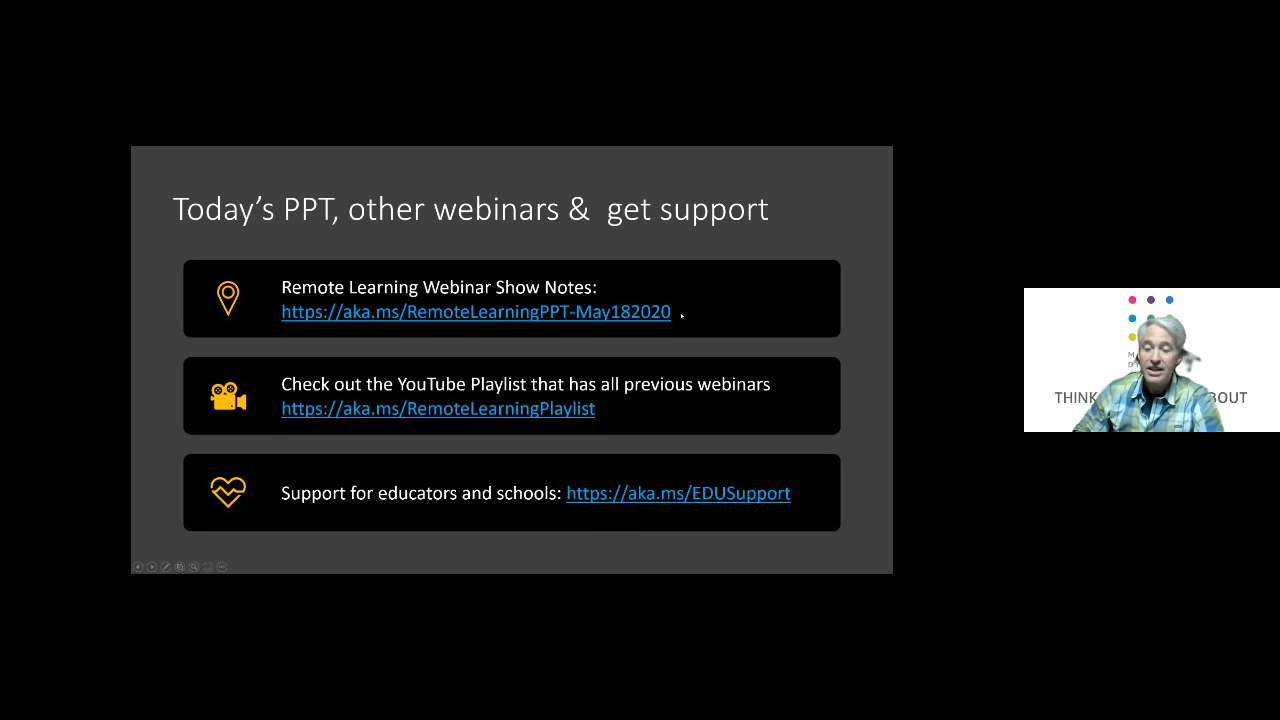 Today's PPT, other webinars & get support
Remote Learning Webinar Show Notes:
https://aka.ms/RemoteLearningPPT-May182020
Check out the YouTube Playlist that has all previous webinars
https://aka.ms/RemoteLearningPlaylist
Support for educators and schools: https://aka.ms/EDUSupport
THINK